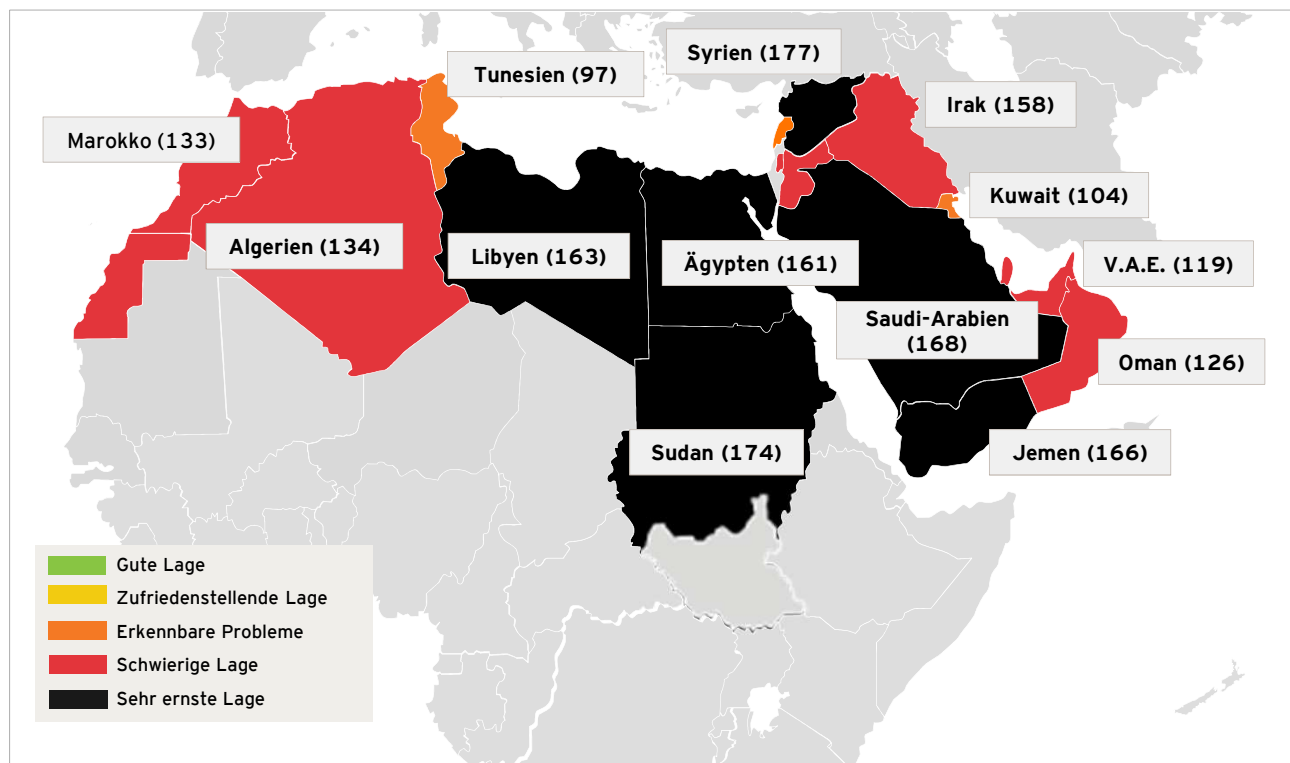 Syrien (177)
Tunesien (97)
Irak (158)
Marokko (133)
Kuwait (104)
Algerien (134)
Libyen (163)
Ägypten (161)
V.A.E. (119)
Saudi-Arabien
(168)
Oman (126)
Sudan (174)
Jemen (166)
Gute Lage
Zufriedenstellende Lage
Erkennbare Probleme
Schwierige Lage
Sehr ernste Lage